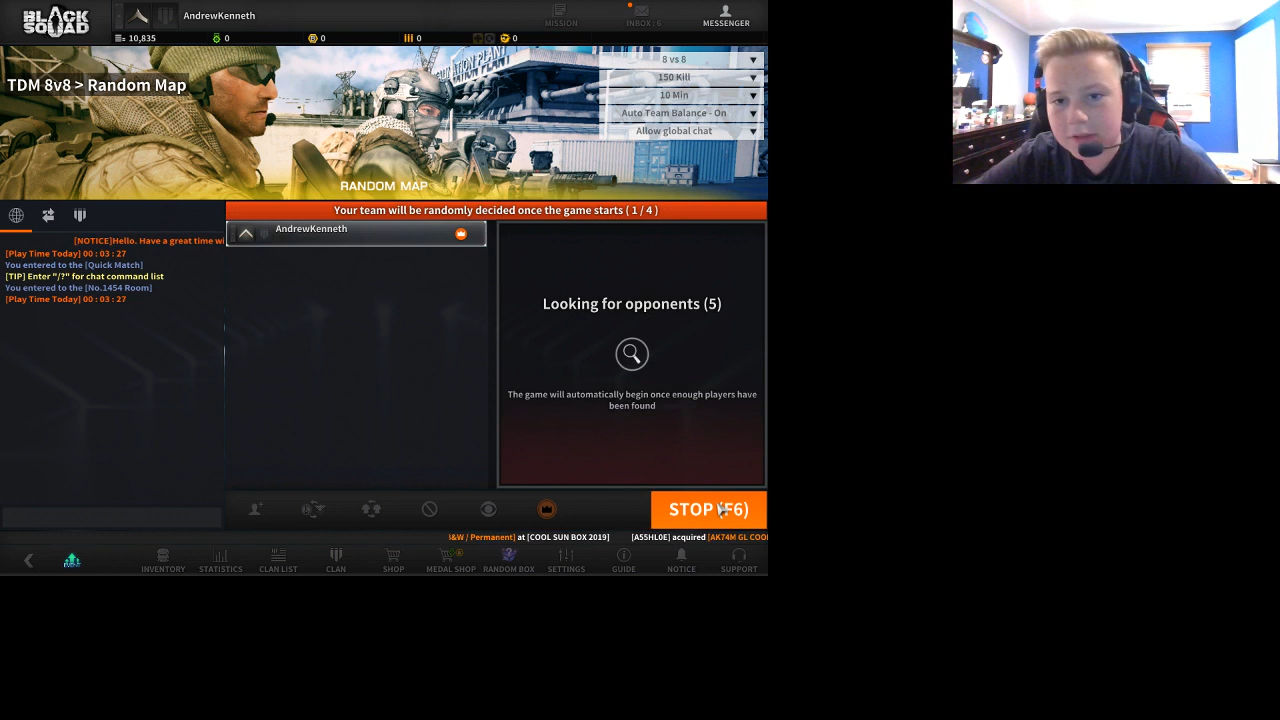 BLACK SQUAD
AndrewKenneth
MISSION
INBOX : 6
MESSENGER
10,835
0
0
0
0
TDM 8v8 > Random Map
8 vs 8
150 Kill
10 Min
Auto Team Balance - On
Allow global chat
RANDOM MAP
Your team will be randomly decided once the game starts ( 1 / 4 )
[NOTICE]Hello. Have a great time wi
[Play Time Today] 00 : 03 : 27
You entered to the [Quick Match]
[TIP] Enter "/?" for chat command list
You entered to the [No.1454 Room]
[Play Time Today] 00 : 03 : 27
AndrewKenneth
Looking for opponents (5)
The game will automatically begin once enough players have
been found
STOP (F6)
&W / Permanent] at [COOL SUN BOX 2019] [A55HL0E] acquired [AK74M GL COO
INVENTORY
STATISTICS
CLAN LIST
CLAN
SHOP
MEDAL SHOP
RANDOM BOX
SETTINGS
GUIDE
NOTICE
SUPPORT